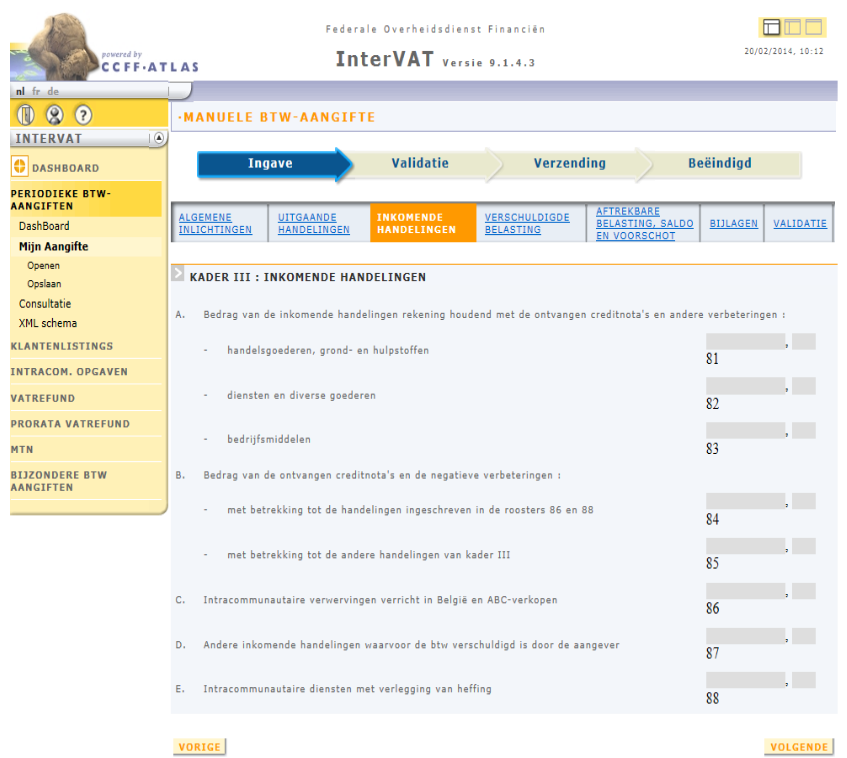 Federale Overheidsdienst Financiën
powered by
CCFF·ATLAS
InterVAT Versie 9.1.4.3
20/02/2014, 10:12
nl fr de
?
INTERVAT
DASHBOARD
PERIODIEKE BTW-
AANGIFTEN
DashBoard
Mijn Aangifte
Openen
Opslaan
Consultatie
XML schema
KLANTENLISTINGS
INTRACOM. OPGAVEN
VATREFUND
PRORATA VATREFUND
MTN
BIJZONDERE BTW
AANGIFTEN
·MANUELE BTW-AANGIFTE
Ingave Validatie Verzending Beëindigd
ALGEMENE
INLICHTINGEN
UITGAANDE
HANDELINGEN
INKOMENDE
HANDELINGEN
VERSCHULDIGDE
BELASTING
AFTREKBARE
BELASTING, SALDO
EN VOORSCHOT
BIJLAGEN
VALIDATIE
KADER III : INKOMENDE HANDELINGEN
A. Bedrag van de inkomende handelingen rekening houdend met de ontvangen creditnota's en andere verbeteringen :
- handelsgoederen, grond- en hulpstoffen ,
81
- diensten en diverse goederen ,
82
- bedrijfsmiddelen ,
83
B. Bedrag van de ontvangen creditnota's en de negatieve verbeteringen :
- met betrekking tot de handelingen ingeschreven in de roosters 86 en 88 ,
84
- met betrekking tot de andere handelingen van kader III ,
85
C. Intracommunautaire verwervingen verricht in België en ABC-verkopen ,
86
D. Andere inkomende handelingen waarvoor de btw verschuldigd is door de aangever ,
87
E. Intracommunautaire diensten met verlegging van heffing ,
88
VORIGE
VOLGENDE